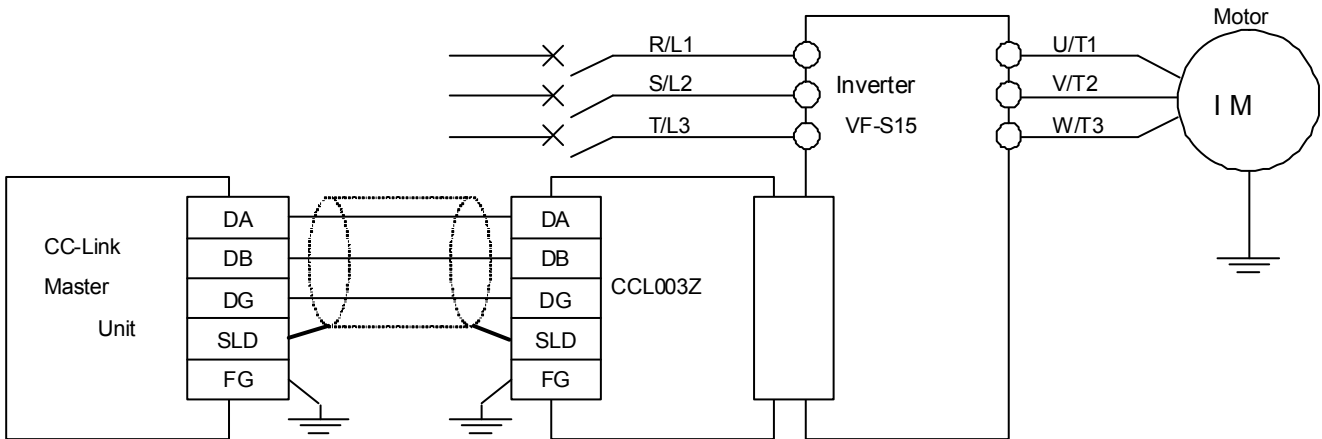 Motor
R/L1
U/T1
S/L2
Inverter
V/T2
I M
T/L3
VF-S15
W/T3
DA
DA
CC-Link
DB
DB
Master
DG
DG
CCL003Z
Unit
SLD
SLD
FG
FG